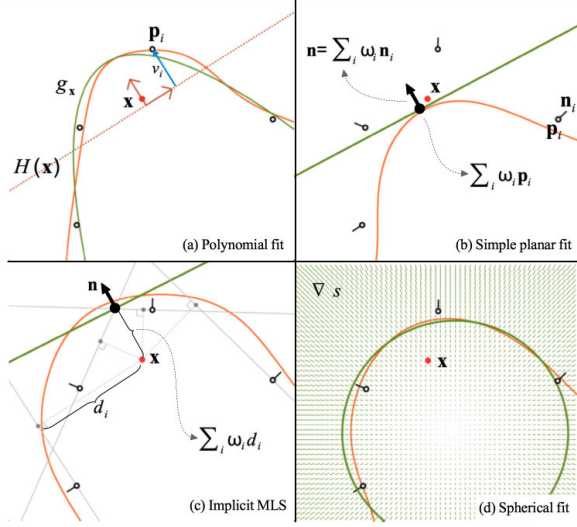 p_i
v_i
g_x
x
H(x)
(a) Polynomial fit
n=∑_i ω_i n_i
x
n_i
p_i
∑_i ω_i p_i
(b) Simple planar fit
n
x
d_i
∑_i ω_i d_i
(c) Implicit MLS
∇ s
x
(d) Spherical fit